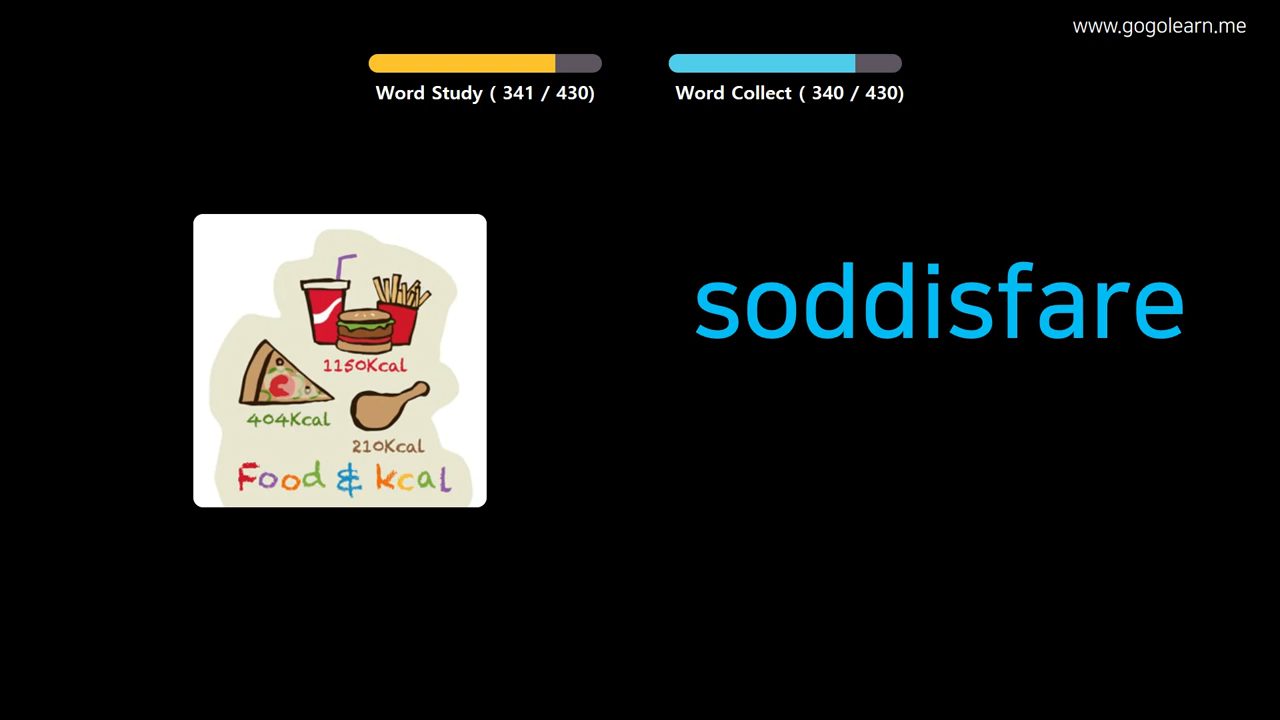 www.gogolearn.me
Word Study ( 341 / 430)
Word Collect ( 340 / 430)
soddisfare
1150Kcal
404Kcal
210Kcal
Food & kcal